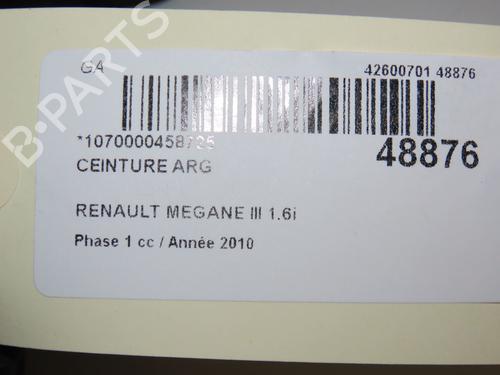 GA 42600701 48876
*1070000458725 48876
CEINTURE ARG
RENAULT MEGANE III 1.6i
Phase 1 cc / Année 2010
B-PARTS